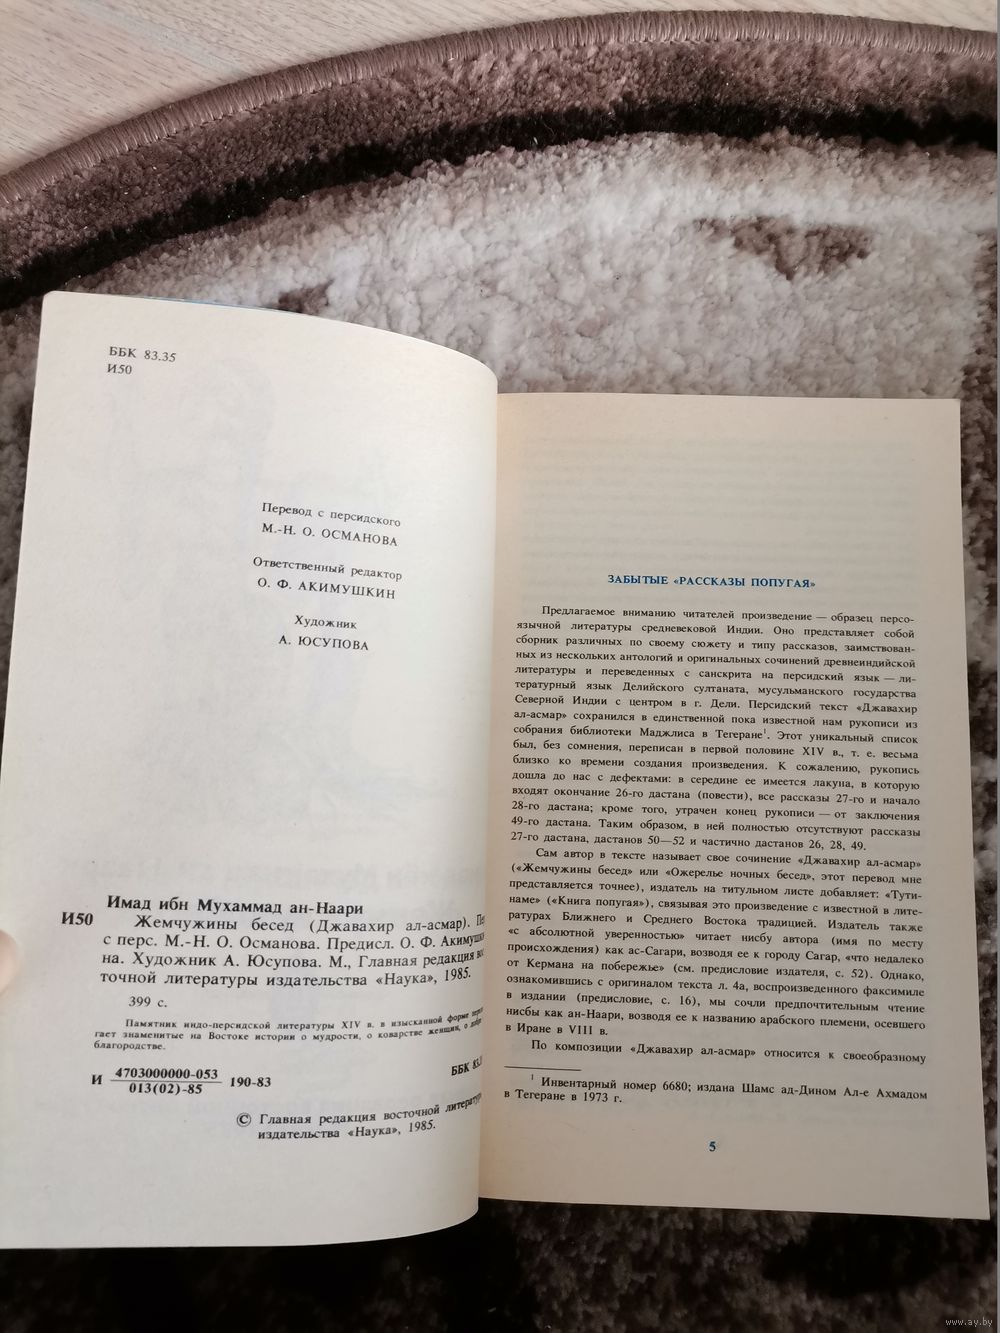 ББК 83.35
И50
Перевод с персидского
М.-Н. О. ОСМАНОВА
Ответственный редактор
О. Ф. АКИМУШКИН
Художник
А. ЮСУПОВА
Имад ибн Мухаммад ан-Наари
И50 Жемчужины бесед (Джавахир ал-асмар). Пер.
с перс. М.-Н. О. Османова. Предисл. О. Ф. Акимушки-
на. Художник А. Юсупова. М., Главная редакция вос-
точной литературы издательства «Наука», 1985.
399 с.
Памятник индо-персидской литературы XIV в. в изысканной форме
гает знаменитые на Востоке истории о мудрости, о коварстве женщин, о
благородстве.
И 4703000000-053 190-83
013(02)-85
ББК 83.
© Главная редакция восточной литературы
издательства «Наука», 1985.
ЗАБЫТЫЕ «РАССКАЗЫ ПОПУГАЯ»
Предлагаемое вниманию читателей произведение — образец персо-
язычной литературы средневековой Индии. Оно представляет собой
сборник различных по своему сюжету и типу рассказов, заимствован-
ных из нескольких антологий и оригинальных сочинений древнеиндийской
литературы и переведенных с санскрита на персидский язык — ли-
тературный язык Делийского султаната, мусульманского государства
Северной Индии с центром в г. Дели. Персидский текст «Джавахир
ал-асмар» сохранился в единственной пока известной нам рукописи из
собрания библиотеки Маджлиса в Тегеране¹. Этот уникальный список
был, без сомнения, переписан в первой половине XIV в., т. е. весьма
близко ко времени создания произведения. К сожалению, рукопись
дошла до нас с дефектами: в середине ее имеется лакуна, в которую
входят окончание 26-го дастана (повести), все рассказы 27-го и начало
28-го дастана; кроме того, утрачен конец рукописи — от заключения
49-го дастана. Таким образом, в ней полностью отсутствуют рассказы
27-го дастана, дастанов 50—52 и частично дастанов 26, 28, 49.
Сам автор в тексте называет свое сочинение «Джавахир ал-асмар»
(«Жемчужины бесед» или «Ожерелье ночных бесед», этот перевод мне
представляется точнее), издатель на титульном листе добавляет: «Тути-
наме» («Книга попугая»), связывая это произведение с известной в лите-
ратурах Ближнего и Среднего Востока традицией. Издатель также
«с абсолютной уверенностью» читает нисбу автора (имя по месту
происхождения) как ас-Сагари, возводя ее к городу Сагар, «что недалеко
от Кермана на побережье» (см. предисловие издателя, с. 52). Однако,
ознакомившись с оригиналом текста л. 4а, воспроизведенного факсимиле
в издании (предисловие, с. 16), мы сочли предпочтительным чтение
нисбы как ан-Наари, возводя ее к названию арабского племени, осевшего
в Иране в VIII в.
По композиции «Джавахир ал-асмар» относится к своеобразному
¹ Инвентарный номер 6680; издана Шамс ад-Дином Ал-е Ахмадом
в Тегеране в 1973 г.
5
www.ay.by